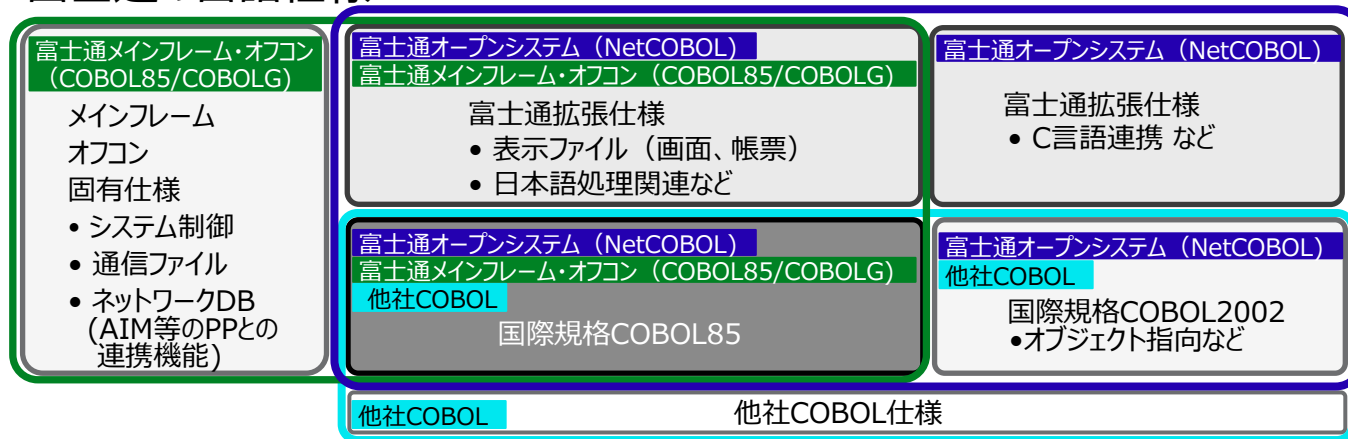 富士通メインフレーム・オフコン
(COBOL85/COBOLG)
メインフレーム
オフコン
固有仕様
• システム制御
• 通信ファイル
• ネットワークDB
(AIM等のPPとの
連携機能)
富士通オープンシステム（NetCOBOL)
富士通メインフレーム・オフコン（COBOL85/COBOLG)
富士通拡張仕様
• 表示ファイル（画面、帳票）
• 日本語処理関連など
富士通オープンシステム（NetCOBOL)
富士通拡張仕様
• C言語連携 など
富士通オープンシステム（NetCOBOL)
富士通メインフレーム・オフコン（COBOL85/COBOLG)
他社COBOL
国際規格COBOL85
富士通オープンシステム（NetCOBOL)
他社COBOL
国際規格COBOL2002
•オブジェクト指向など
他社COBOL
他社COBOL仕様